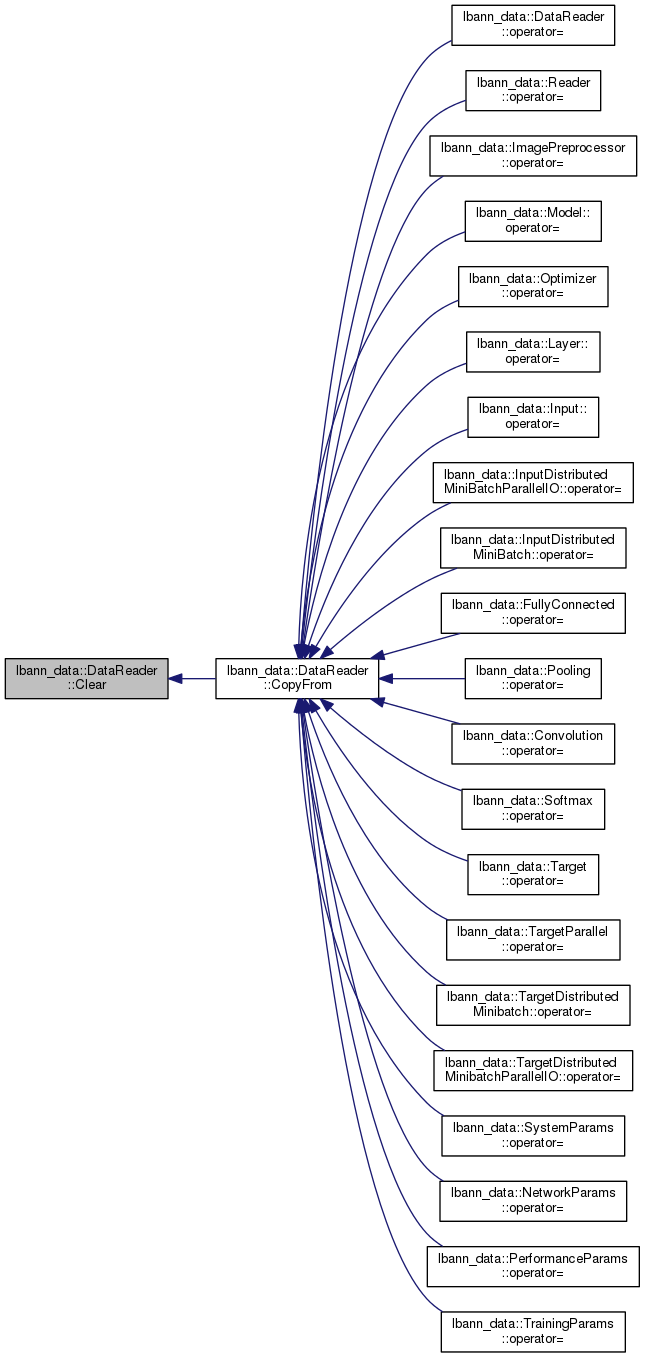 lbann_data::DataReader
::operator=
lbann_data::Reader
::operator=
lbann_data::ImagePreprocessor
::operator=
lbann_data::Model::
operator=
lbann_data::Optimizer
::operator=
lbann_data::Layer::
operator=
lbann_data::Input::
operator=
lbann_data::InputDistributed
MiniBatchParallelIO::operator=
lbann_data::InputDistributed
MiniBatch::operator=
lbann_data::FullyConnected
::operator=
lbann_data::DataReader
::Clear
lbann_data::DataReader
::CopyFrom
lbann_data::Pooling
::operator=
lbann_data::Convolution
::operator=
lbann_data::Softmax
::operator=
lbann_data::Target
::operator=
lbann_data::TargetParallel
::operator=
lbann_data::TargetDistributed
Minibatch::operator=
lbann_data::TargetDistributed
MinibatchParallelIO::operator=
lbann_data::SystemParams
::operator=
lbann_data::NetworkParams
::operator=
lbann_data::PerformanceParams
::operator=
lbann_data::TrainingParams
::operator=